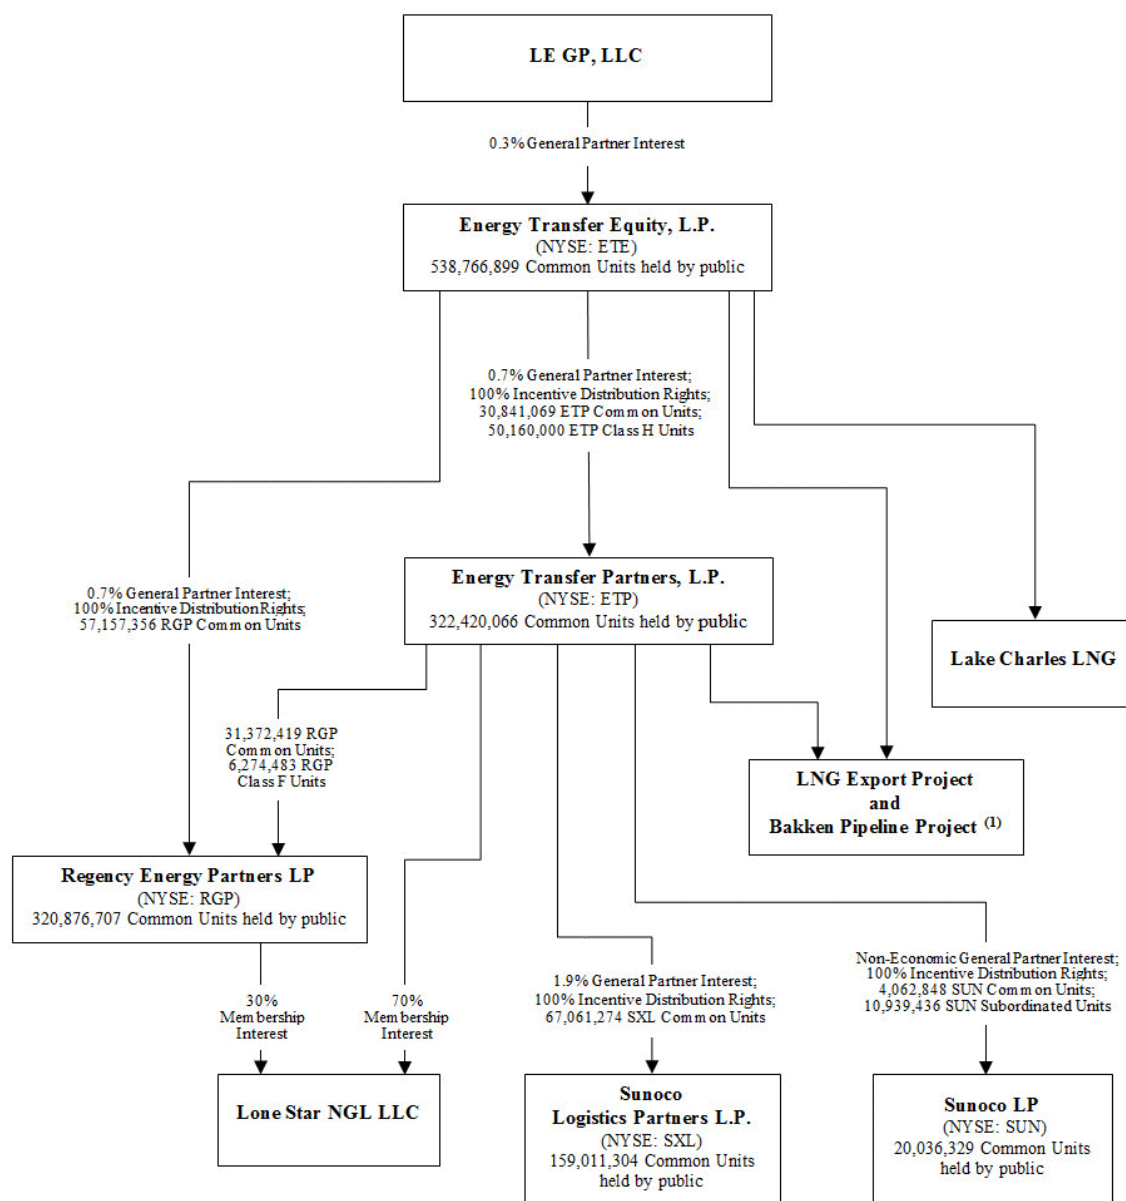 LE GP, LLC
0.3% General Partner Interest
Energy Transfer Equity, L.P.
(NYSE: ETE)
538,766,899 Common Units held by public
0.7% General Partner Interest;
100% Incentive Distribution Rights;
30,841,069 ETP Common Units;
50,160,000 ETP Class H Units
0.7% General Partner Interest;
100% Incentive Distribution Rights;
57,157,356 RGP Common Units
Energy Transfer Partners, L.P.
(NYSE: ETP)
322,420,066 Common Units held by public
Lake Charles LNG
31,372,419 RGP
Common Units;
6,274,483 RGP
Class F Units
LNG Export Project
and
Bakken Pipeline Project (1)
Regency Energy Partners LP
(NYSE: RGP)
320,876,707 Common Units held by public
30%
Membership
Interest
70%
Membership
Interest
1.9% General Partner Interest;
100% Incentive Distribution Rights;
67,061,274 SXL Common Units
Non-Economic General Partner Interest;
100% Incentive Distribution Rights;
4,062,848 SUN Common Units;
10,939,436 SUN Subordinated Units
Lone Star NGL LLC
Sunoco
Logistics Partners L.P.
(NYSE: SXL)
159,011,304 Common Units
held by public
Sunoco LP
(NYSE: SUN)
20,036,329 Common Units
held by public